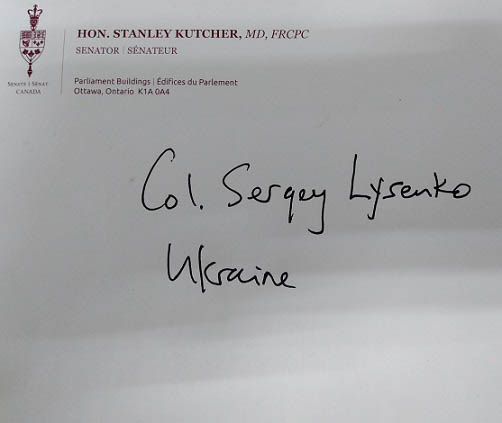 HON. STANLEY KUTCHER, MD, FRCPC
SENATOR | SÉNATEUR
SENATE | SÉNAT
CANADA
Parliament Buildings | Édifices du Parlement
Ottawa, Ontario K1A 0A4
Col. Sergey Lysenko
Ukraine